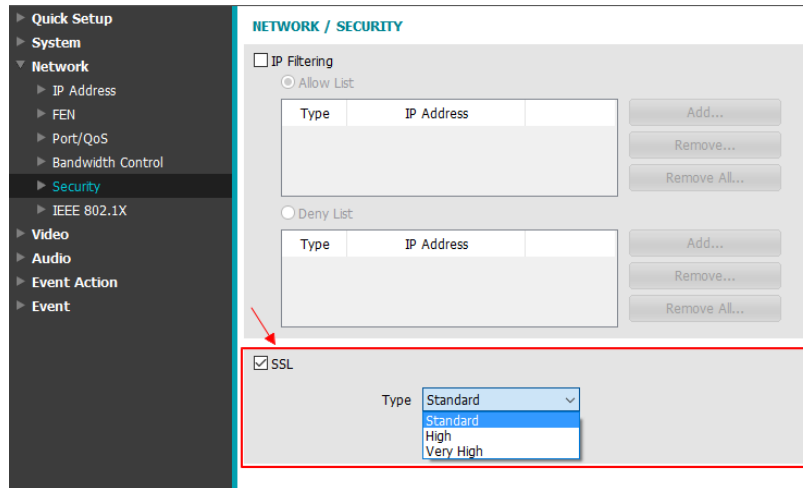 Quick Setup
System
Network
IP Address
FEN
Port/QoS
Bandwidth Control
Security
IEEE 802.1X
Video
Audio
Event Action
Event
NETWORK / SECURITY
IP Filtering
Allow List
Type IP Address
Add...
Remove...
Remove All...
Deny List
Type IP Address
Add...
Remove...
Remove All...
SSL
Type Standard
Standard
High
Very High